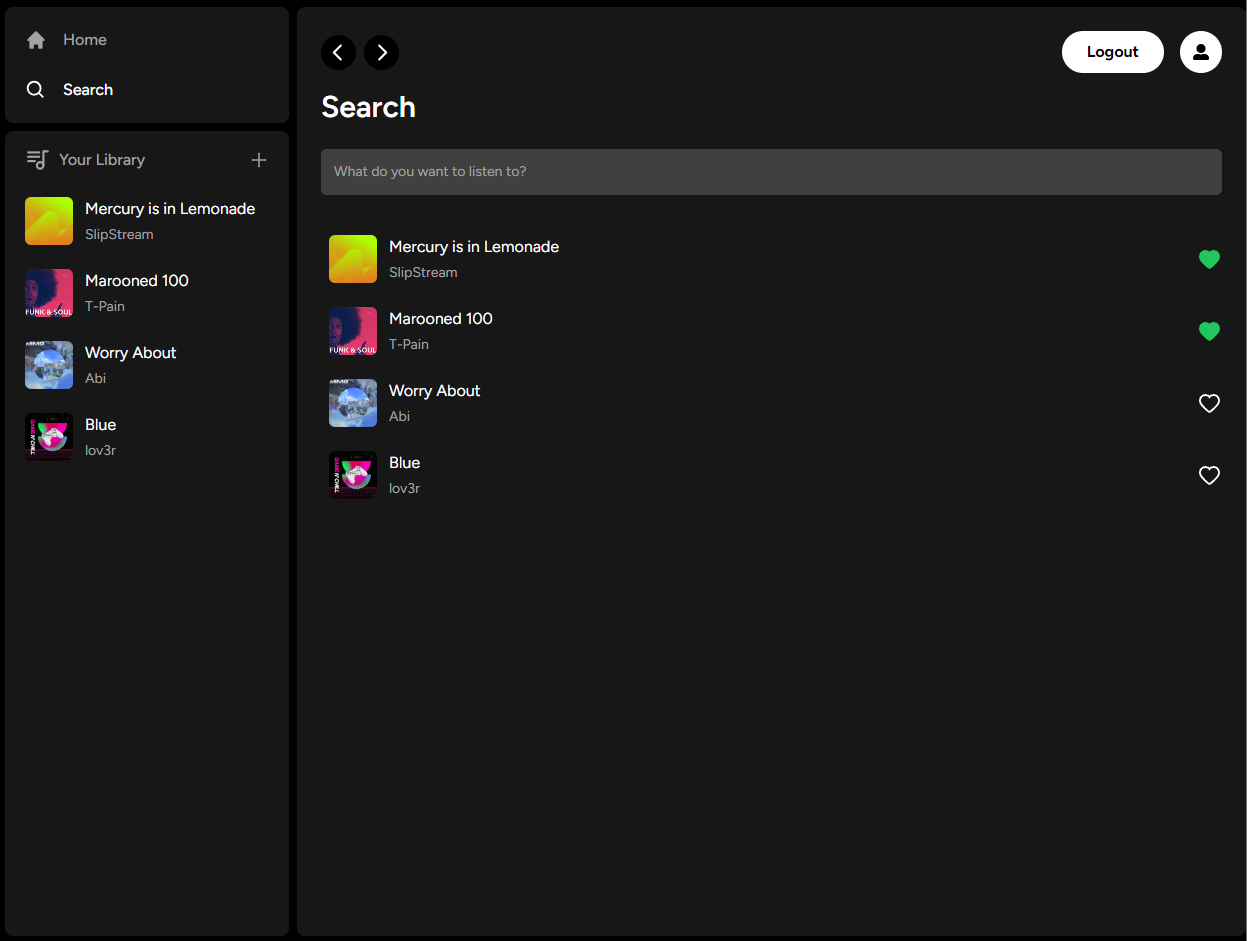 Home
Search
Your Library
Mercury is in Lemonade
SlipStream
Marooned 100
T-Pain
FUNK & SOUL
Worry About
Abi
Blue
lov3r
Logout
Search
What do you want to listen to?
Mercury is in Lemonade
SlipStream
Marooned 100
T-Pain
FUNK & SOUL
Worry About
Abi
Blue
lov3r